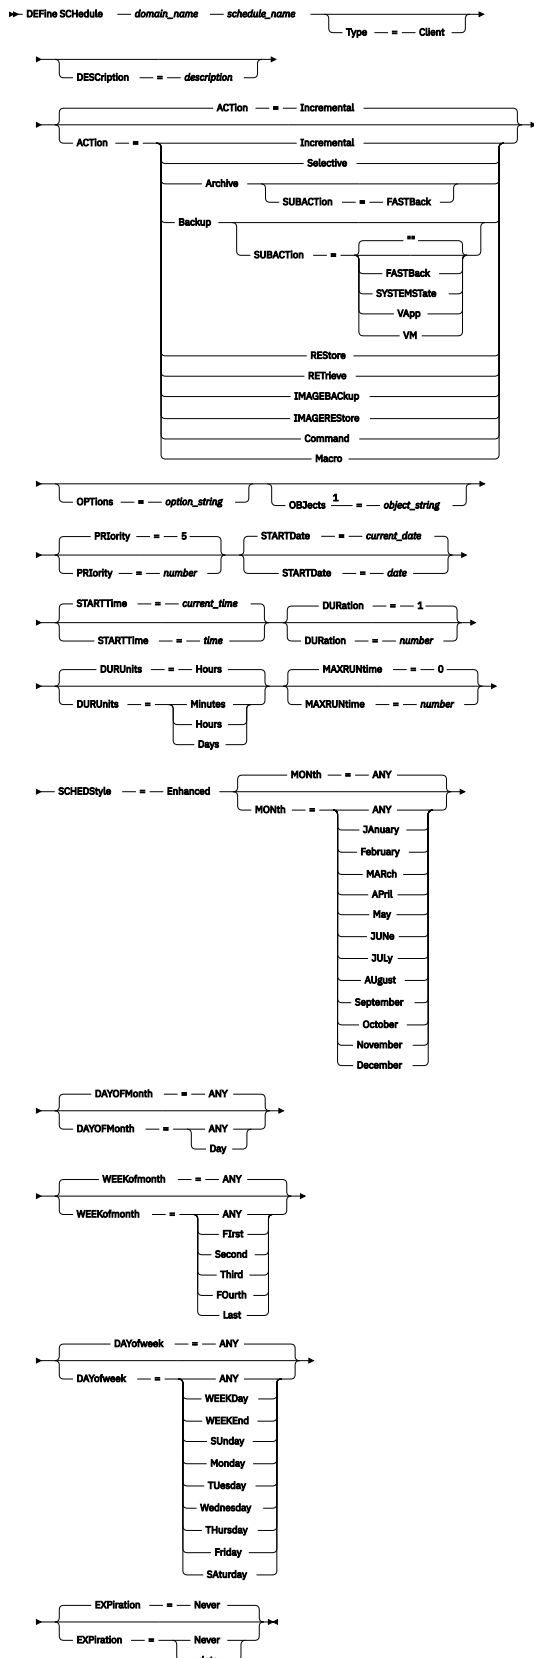 DEFine SCHedule — domain_name — schedule_name
Type — = — Client
DESCription — = — description
ACTion — = — Incremental
ACTion — = — Incremental
Selective
Archive
SUBACTion — = — FASTBack
Backup
""
SUBACTion — =
FASTBack
SYSTEMSTate
VApp
VM
REStore
RETrieve
IMAGEBACkup
IMAGEREStore
Command
Macro
OPTions — = — option_string
OBJects 1 = — object_string
PRIority — = — 5
STARTDate — = — current_date
PRIority — = — number
STARTDate — = — date
STARTTime — = — current_time
DURation — = — 1
STARTTime — = — time
DURation — = — number
DURUnits — = — Hours
MAXRUNtime — = — 0
DURUnits — = — Minutes
MAXRUNtime — = — number
Hours
Days
MONth — = — ANY
SCHEDStyle — = — Enhanced
MONth — = — ANY
JAnuary
February
MARch
APril
May
JUNe
JULy
AUgust
September
October
November
December
DAYOFMonth — = — ANY
DAYOFMonth — = — ANY
Day
WEEKofmonth — = — ANY
WEEKofmonth — = — ANY
FIrst
Second
Third
FOurth
Last
DAYofweek — = — ANY
DAYofweek — = — ANY
WEEKDay
WEEKEnd
SUnday
Monday
TUesday
Wednesday
THursday
Friday
SAturday
EXPiration — = — Never
EXPiration — = — Never